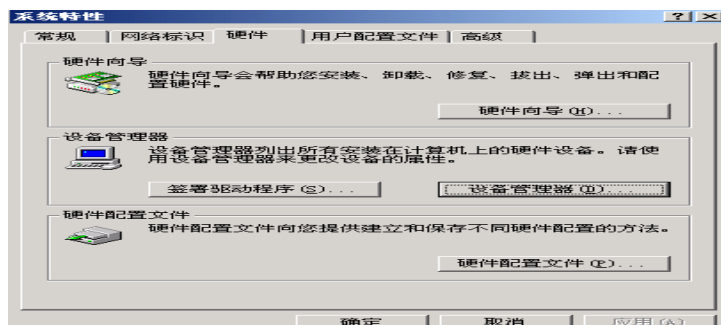 系统特性
常规 网络标识 硬件 用户配置文件 高级
硬件向导
硬件向导会帮助您安装、卸载、修复、拔出、弹出和配
置硬件。
硬件向导(H)...
设备管理器
设备管理器列出所有安装在计算机上的硬件设备。请使
用设备管理器来更改设备的属性。
签署驱动程序(S)... 设备管理器(D)...
硬件配置文件
硬件配置文件向您提供建立和保存不同硬件配置的方法。
硬件配置文件(P)...
确定 取消 应用(A)